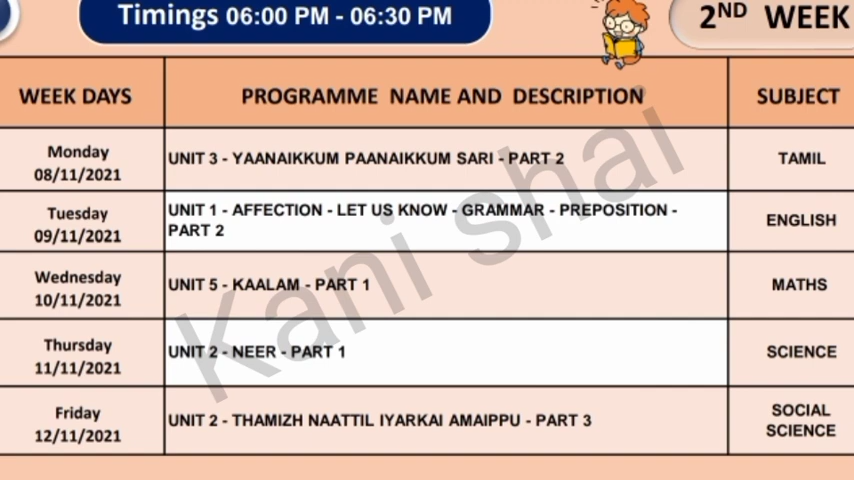 Timings 06:00 PM - 06:30 PM
2ND WEEK
WEEK DAYS
PROGRAMME NAME AND DESCRIPTION
SUBJECT
Monday
08/11/2021
UNIT 3 - YAANAIKKUM PAANAIKKUM SARI - PART 2
TAMIL
Tuesday
09/11/2021
UNIT 1 - AFFECTION - LET US KNOW - GRAMMAR - PREPOSITION -
PART 2
ENGLISH
Wednesday
10/11/2021
UNIT 5 - KAALAM - PART 1
MATHS
Thursday
11/11/2021
UNIT 2 - NEER - PART 1
SCIENCE
Friday
12/11/2021
UNIT 2 - THAMIZH NAATTIL IYARKAI AMAIPPU - PART 3
SOCIAL
SCIENCE
Kani shai